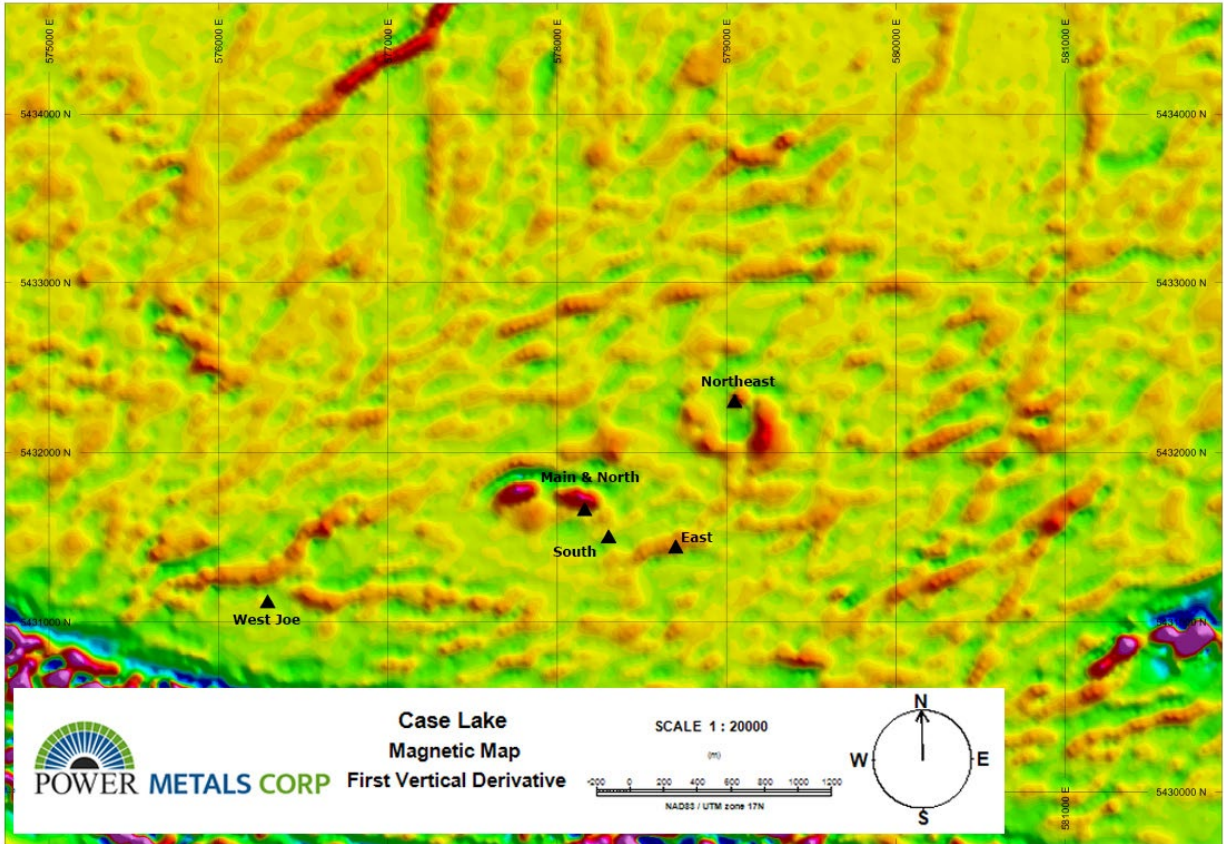 575000 E
576000 E
577000 E
578000 E
579000 E
580000 E
581000 E
5434000 N
5434000 N
5433000 N
5433000 N
Northeast
5432000 N
5432000 N
Main & North
South
East
West Joe
5431000 N
5431000 N
POWER METALS CORP
Case Lake
Magnetic Map
First Vertical Derivative
SCALE 1 : 20000
(m)
-200 0 200 400 600 800 1000 1200
NAD83 / UTM zone 17N
N
W
E
S
5430000 N
581000 E